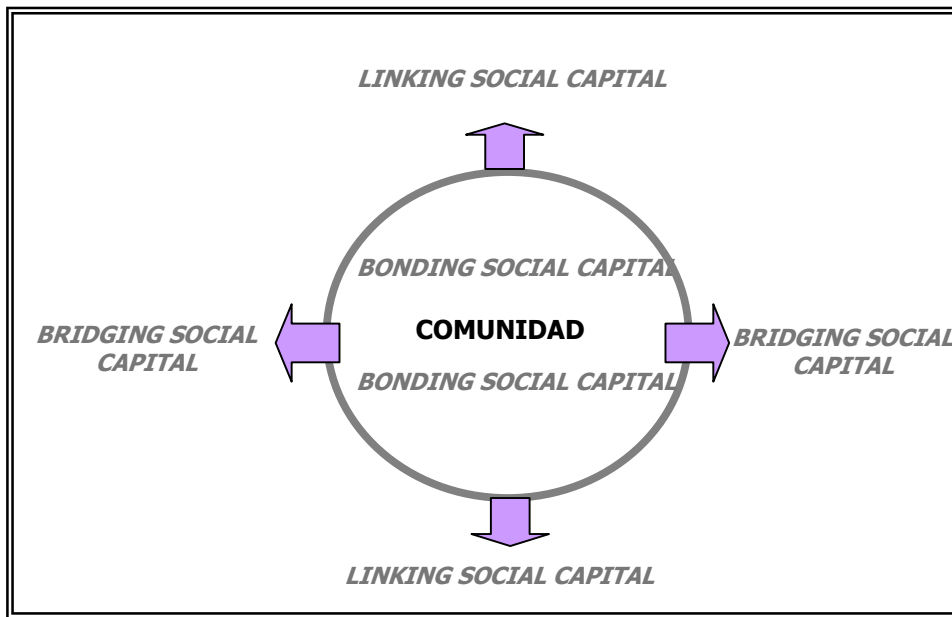 LINKING SOCIAL CAPITAL
BONDING SOCIAL CAPITAL
COMUNIDAD
BRIDGING SOCIAL
CAPITAL
BRIDGING SOCIAL
CAPITAL
BONDING SOCIAL CAPITAL
LINKING SOCIAL CAPITAL